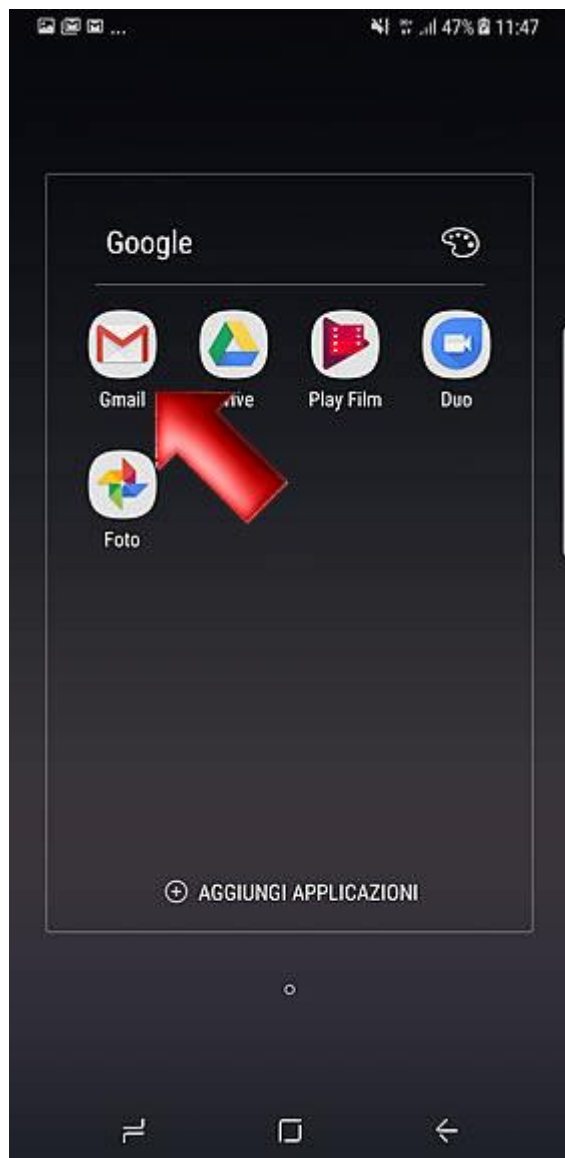 ... 47% 11:47
Google
Gmail Play Film Duo
Foto
AGGIUNGI APPLICAZIONI